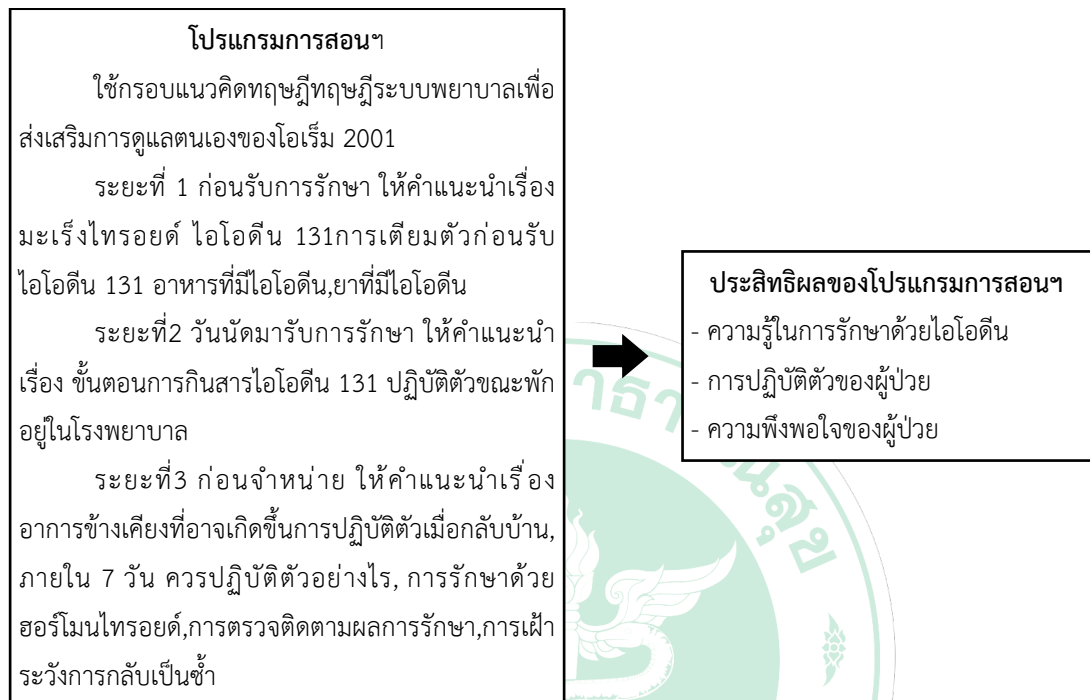 โปรแกรมการสอนฯ
ใช้กรอบแนวคิดทฤษฎีทฤษฎีระบบพยาบาลเพื่อ
ส่งเสริมการดูแลตนเองของโอเร็ม 2001
ระยะที่ 1 ก่อนรับการรักษา ให้คำแนะนำเรื่อง
มะเร็งไทรอยด์ ไอโอดีน 131การเตียมตัวก่อนรับ
ไอโอดีน 131 อาหารที่มีไอโอดีน,ยาที่มีไอโอดีน
ระยะที่2 วันนัดมารับการรักษา ให้คำแนะนำ
เรื่อง ขั้นตอนการกินสารไอโอดีน 131 ปฏิบัติตัวขณะพัก
อยู่ในโรงพยาบาล
ระยะที่3 ก่อนจำหน่าย ให้คำแนะนำเรื่อง
อาการข้างเคียงที่อาจเกิดขึ้นการปฏิบัติตัวเมื่อกลับบ้าน,
ภายใน 7 วัน ควรปฏิบัติตัวอย่างไร, การรักษาด้วย
ฮอร์โมนไทรอยด์,การตรวจติดตามผลการรักษา,การเฝ้า
ระวังการกลับเป็นซ้ำ
ประสิทธิผลของโปรแกรมการสอนฯ
- ความรู้ในการรักษาด้วยไอโอดีน
- การปฏิบัติตัวของผู้ป่วย
- ความพึงพอใจของผู้ป่วย